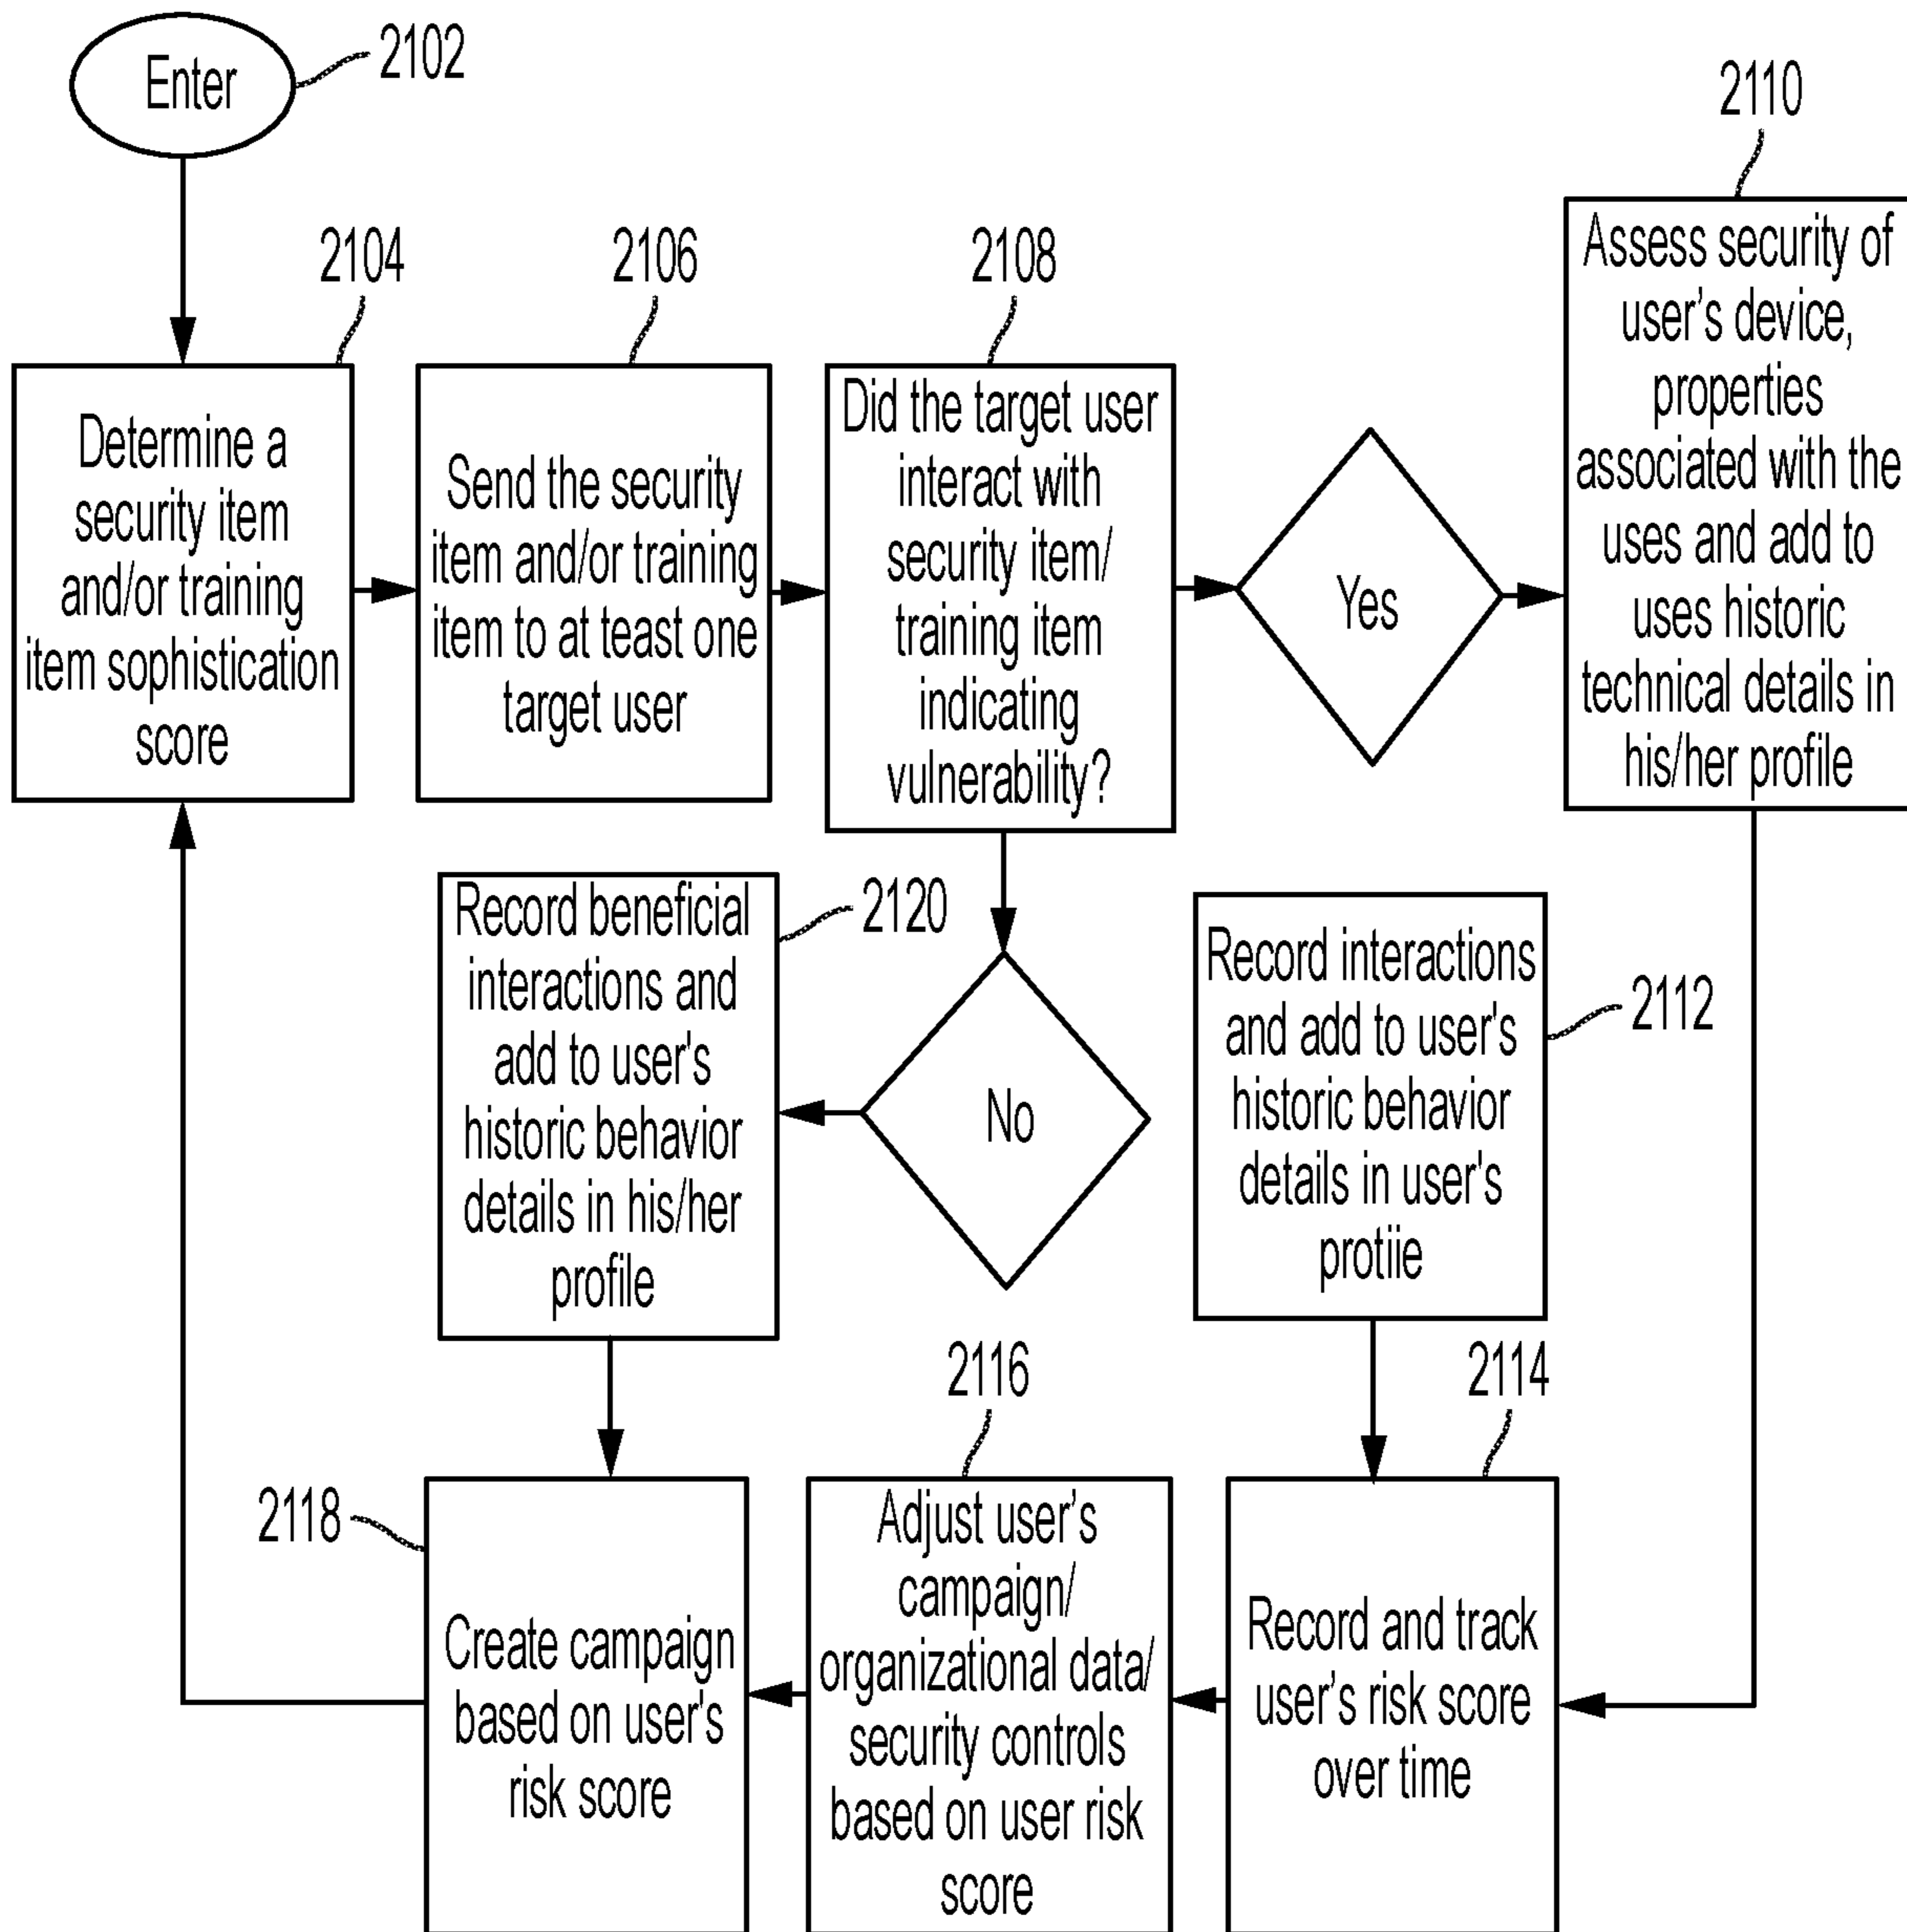 Enter
2102
2110
2104
2106
2108
Determine a
security item
and/or training
item sophistication
score
Send the security
item and/or training
item to at least one
target user
Did the target user
interact with
security item/
training item
indicating
vulnerability?
Yes
Assess security of
user's device,
properties
associated with the
uses and add to
uses historic
technical details in
his/her profile
Record beneficial
interactions and
add to user's
historic behavior
details in his/her
profile
2120
No
Record interactions
and add to user's
historic behavior
details in user's
protiie
2112
2118
2116
2114
Create campaign
based on user's
risk score
Adjust user's
campaign/
organizational data/
security controls
based on user risk
score
Record and track
user's risk score
over time